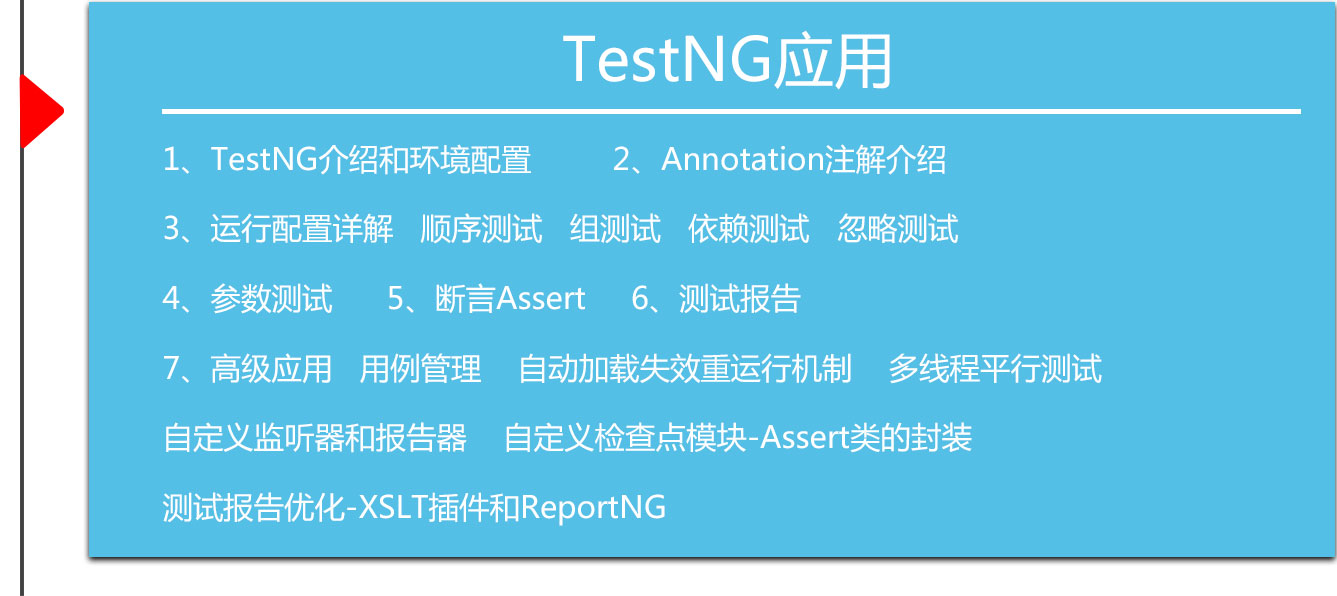 TestNG应用
1、TestNG介绍和环境配置 2、Annotation注解介绍
3、运行配置详解 顺序测试 组测试 依赖测试 忽略测试
4、参数测试 5、断言Assert 6、测试报告
7、高级应用 用例管理 自动加载失效重运行机制 多线程平行测试
自定义监听器和报告器 自定义检查点模块-Assert类的封装
测试报告优化-XSLT插件和ReportNG